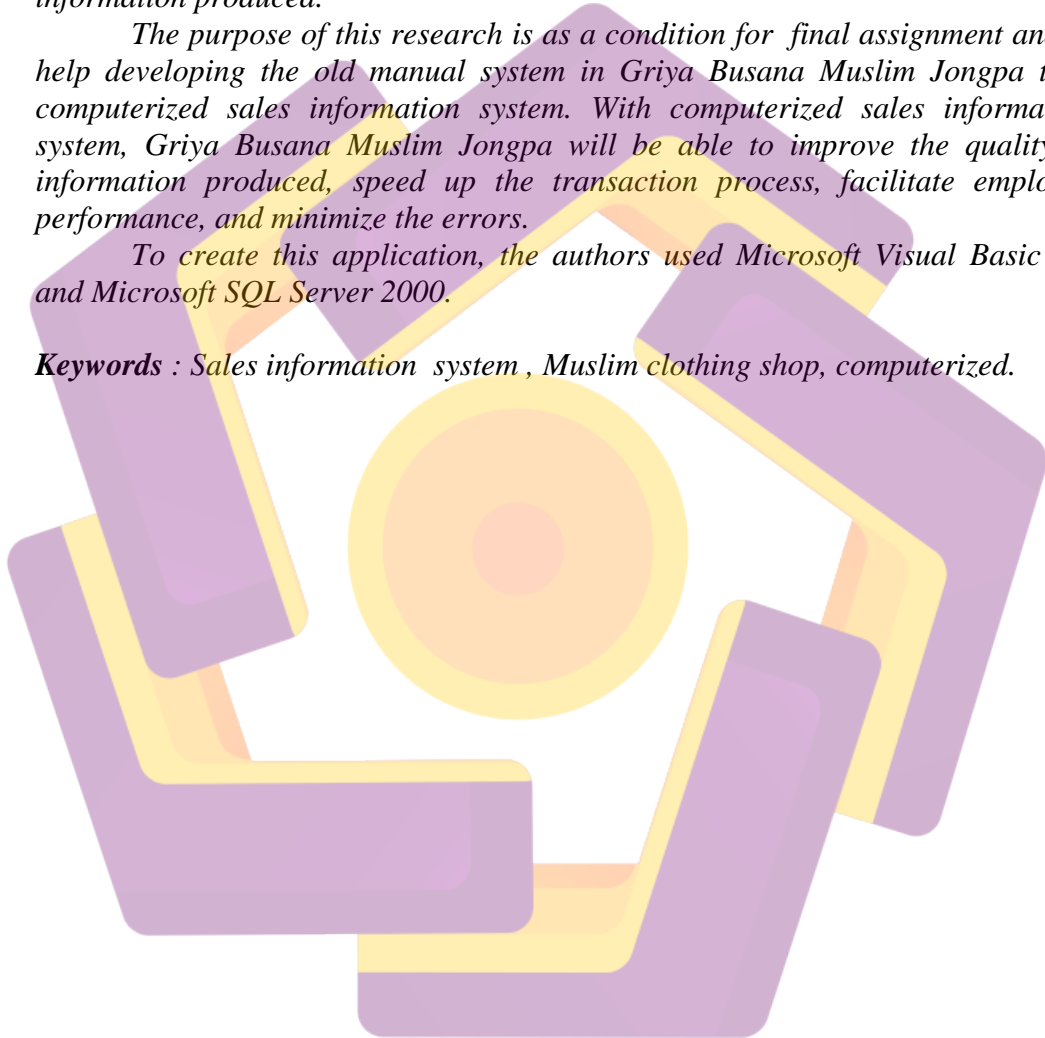 information produced.
The purpose of this research is as a condition for final assignment an
help developing the old manual system in Griya Busana Muslim Jongpa t
computerized sales information system. With computerized sales informa
system, Griya Busana Muslim Jongpa will be able to improve the quality
information produced, speed up the transaction process, facilitate emplo
performance, and minimize the errors.
To create this application, the authors used Microsoft Visual Basic
and Microsoft SQL Server 2000.
Keywords : Sales information system , Muslim clothing shop, computerized.